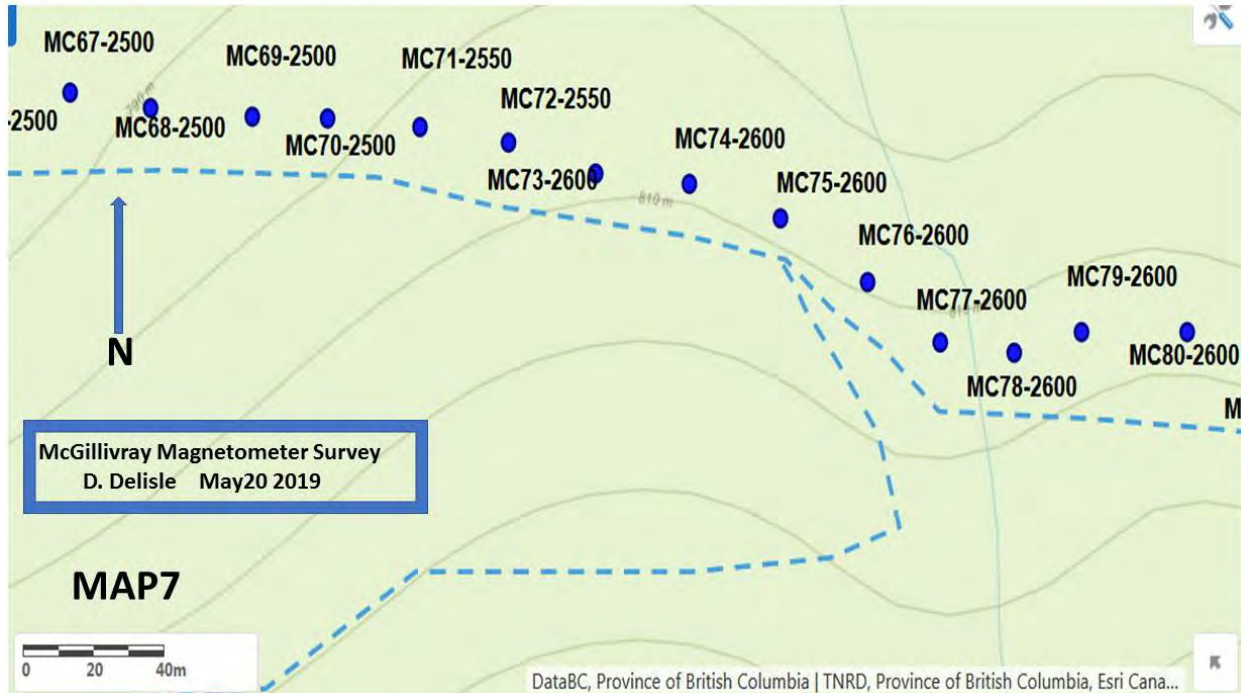 MC67-2500
MC69-2500
MC71-2550
MC72-2550
790 m
-2500
MC68-2500
MC70-2500
MC73-2600
MC74-2600
MC75-2600
810 m
MC76-2600
MC77-2600
MC79-2600
810 m
MC78-2600
MC80-2600
M
N
McGillivray Magnetometer Survey
D. Delisle May20 2019
MAP7
0 20 40m
DataBC, Province of British Columbia | TNRD, Province of British Columbia, Esri Cana...